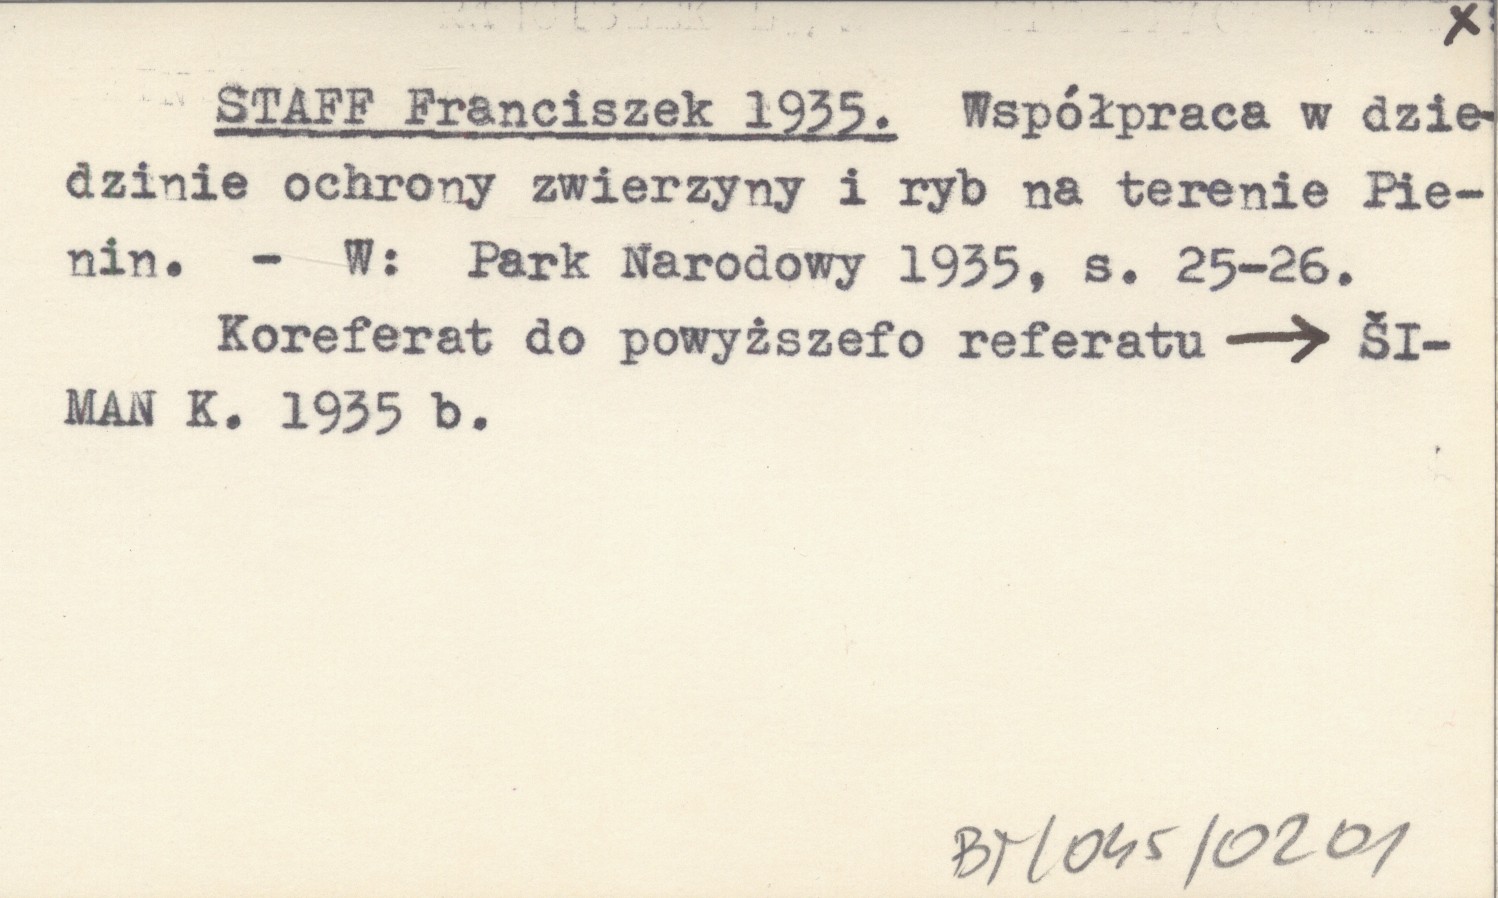 x
STAFF Franciszek 1935. Współpraca w dzie-
dzinie ochrony zwierzyny i ryb na terenie Pie-
nin. - W: Park Narodowy 1935, s. 25-26.
Koreferat do powyższefo referatu → ŠI-
MAN K. 1935 b.
BT/045/0201